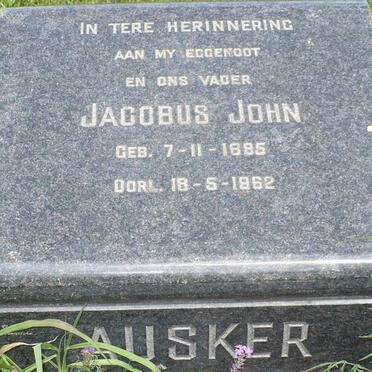 IN TERE HERINNERING
AAN MY EGGENOOT
EN ONS VADER
JACOBUS JOHN
GEB. 7-11-1895
OORL. 18-5-1962
AUSKER